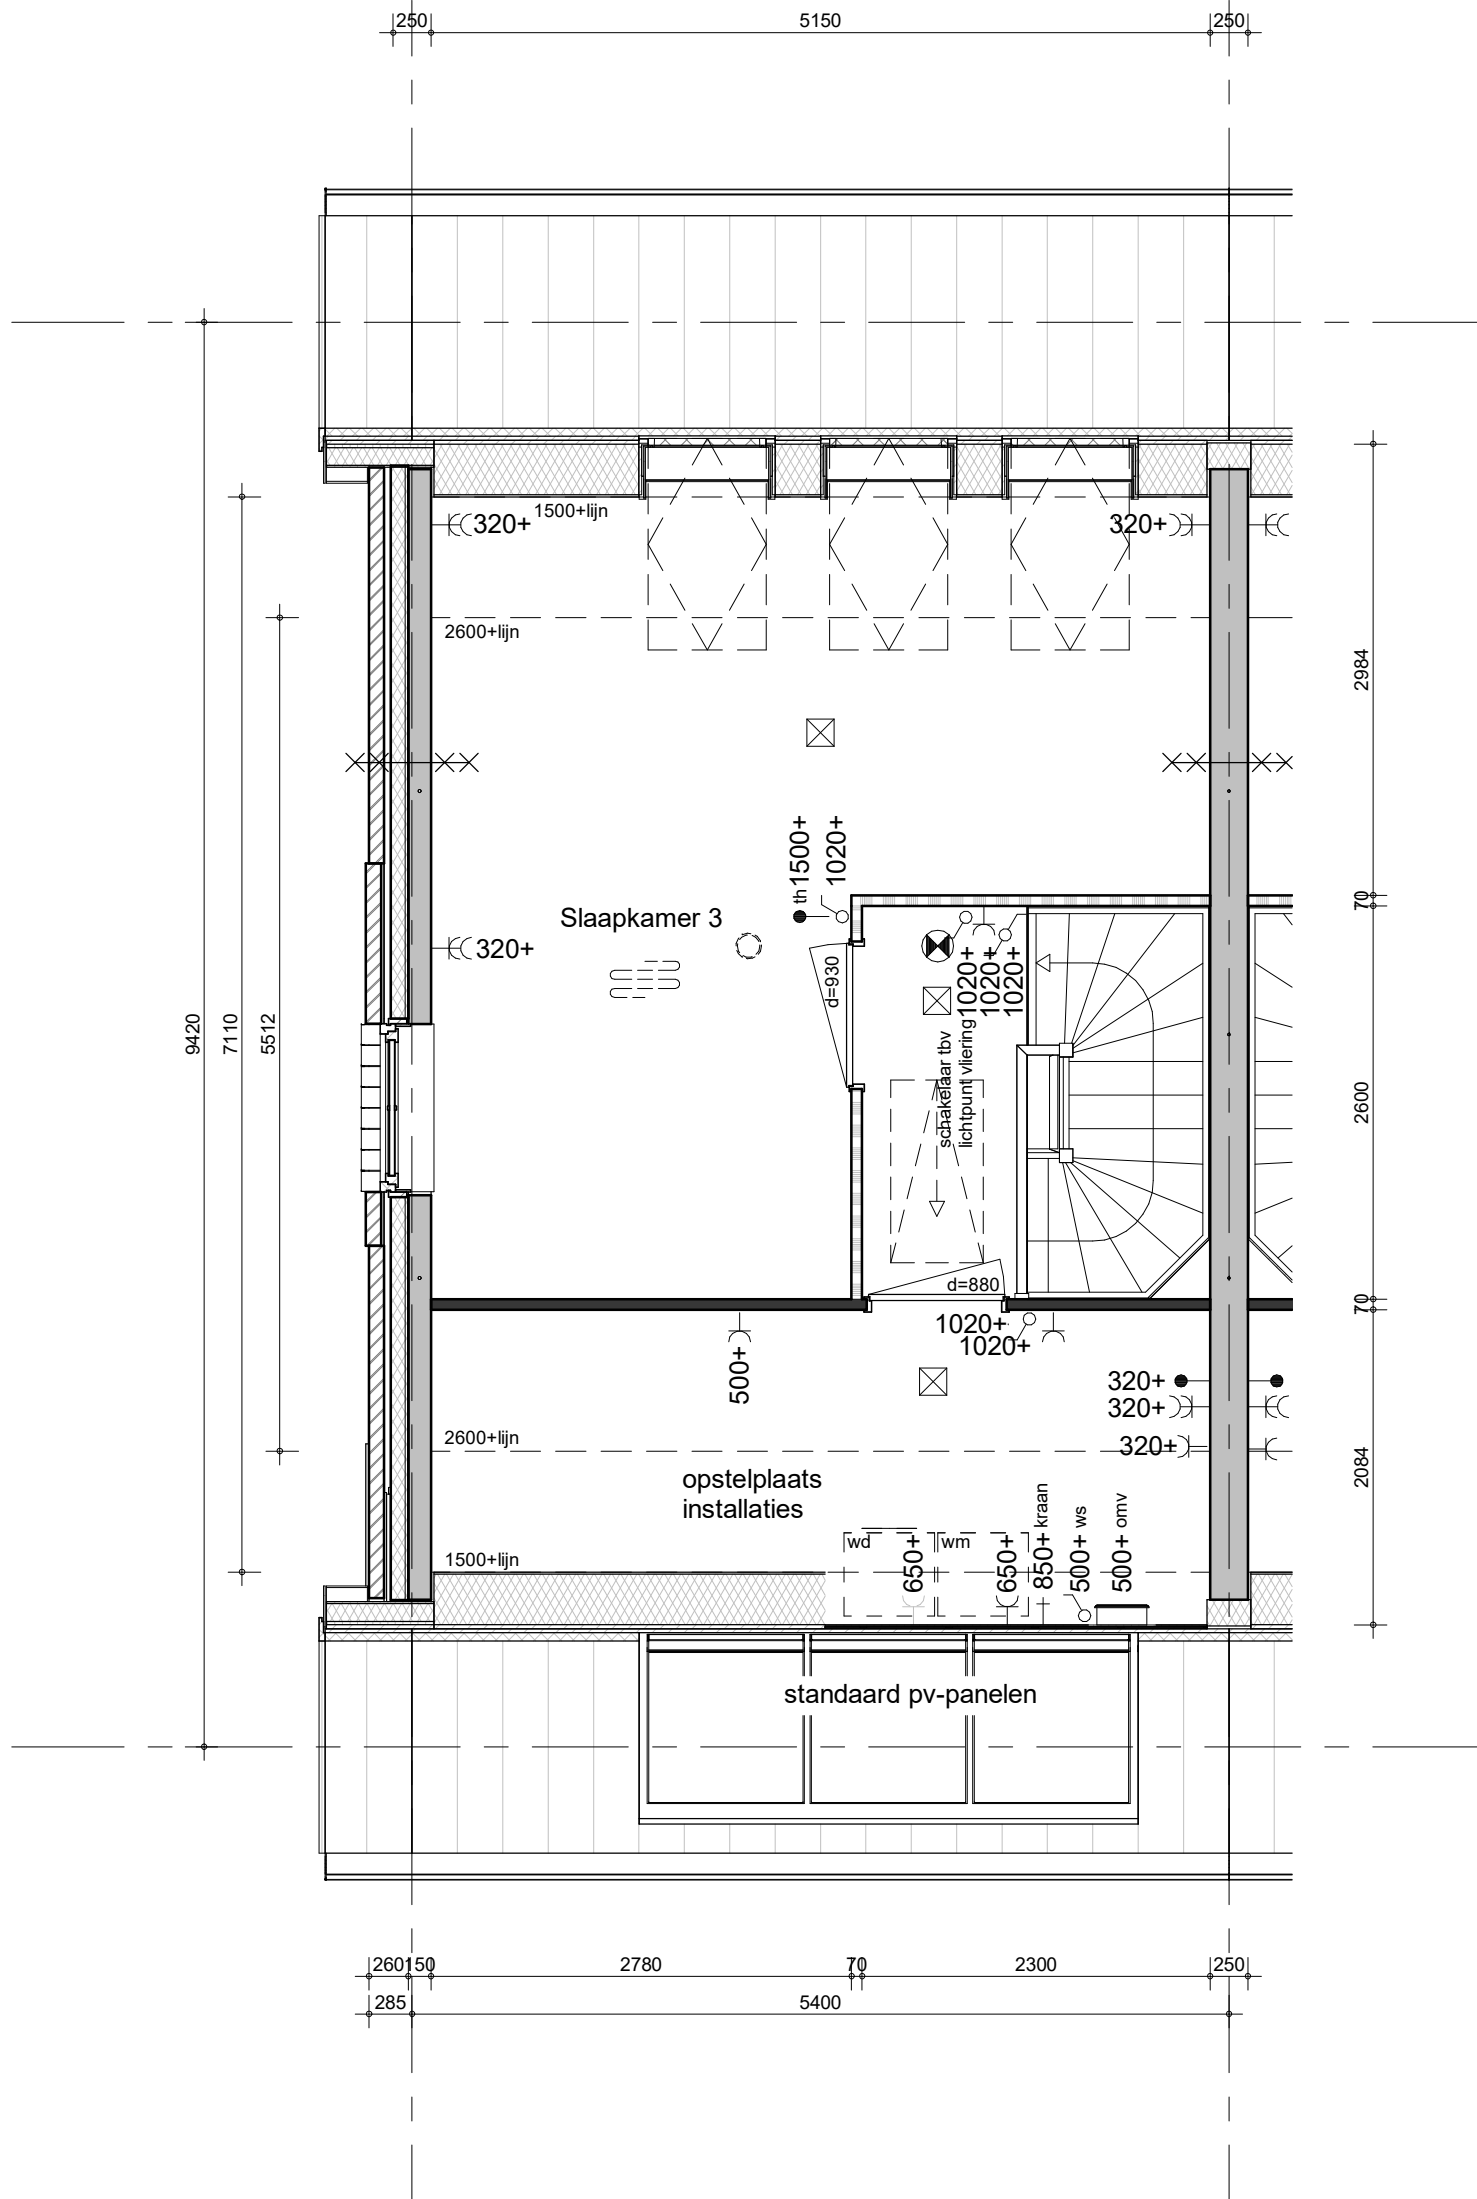 250
5150
250
1500+lijn
320+
320+
2600+lijn
2984
th 1500+
1020+
70
Slaapkamer 3
320+
d=930
1020+
1020+
1020+
schakelaar tbv
lichtpunt vliering
9420
7110
5512
2600
d=880
70
1020+
1020+
500+
320+
320+
2600+lijn
320+
2084
opstelplaats
installaties
1500+lijn
wd
650+
wm
650+
850+ kraan
500+ ws
500+ omv
standaard pv-panelen
260
150
2780
70
2300
250
285
5400